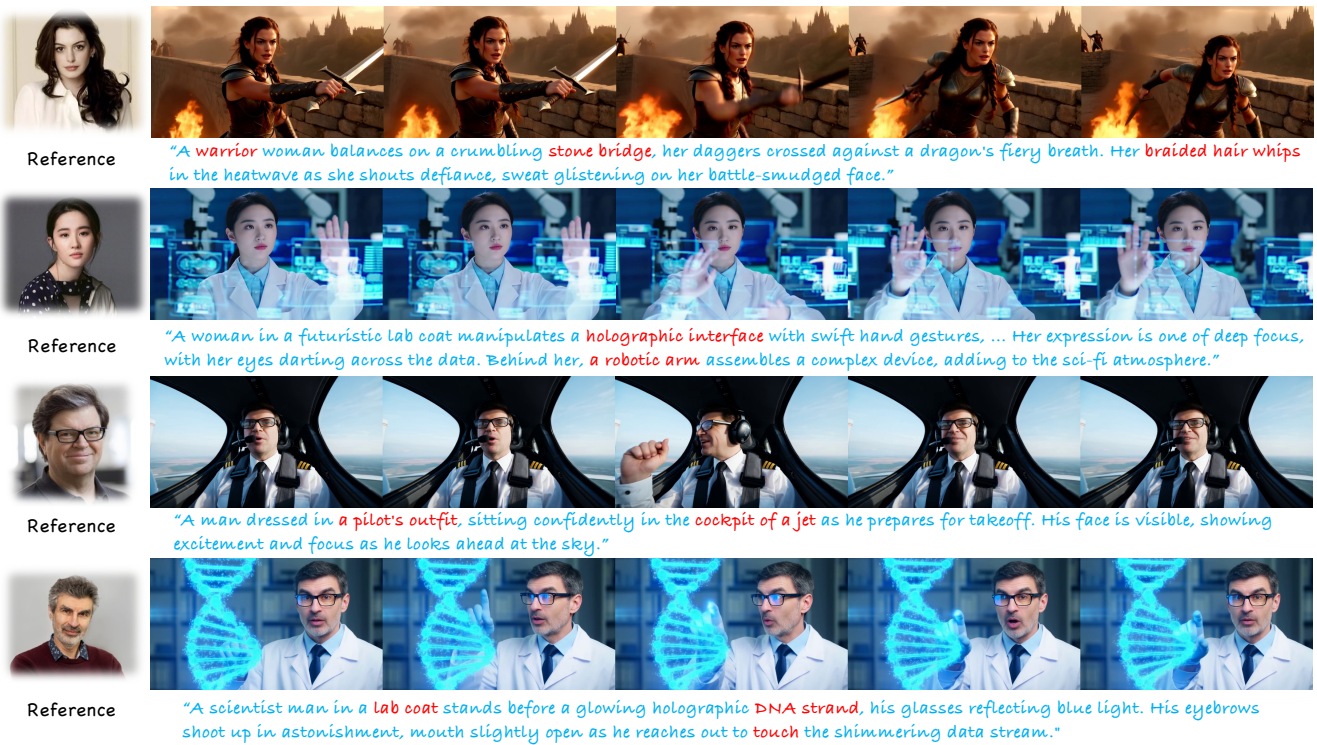 Reference
“A warrior woman balances on a crumbling stone bridge, her daggers crossed against a dragon's fiery breath. Her braided hair whips
in the heatwave as she shouts defiance, sweat glistening on her battle-smudged face.”
Reference
“A woman in a futuristic lab coat manipulates a holographic interface with swift hand gestures, ... Her expression is one of deep focus,
with her eyes darting across the data. Behind her, a robotic arm assembles a complex device, adding to the sci-fi atmosphere.”
Reference
“A man dressed in a pilot's outfit, sitting confidently in the cockpit of a jet as he prepares for takeoff. His face is visible, showing
excitement and focus as he looks ahead at the sky.”
Reference
“A scientist man in a lab coat stands before a glowing holographic DNA strand, his glasses reflecting blue light. His eyebrows
shoot up in astonishment, mouth slightly open as he reaches out to touch the shimmering data stream."